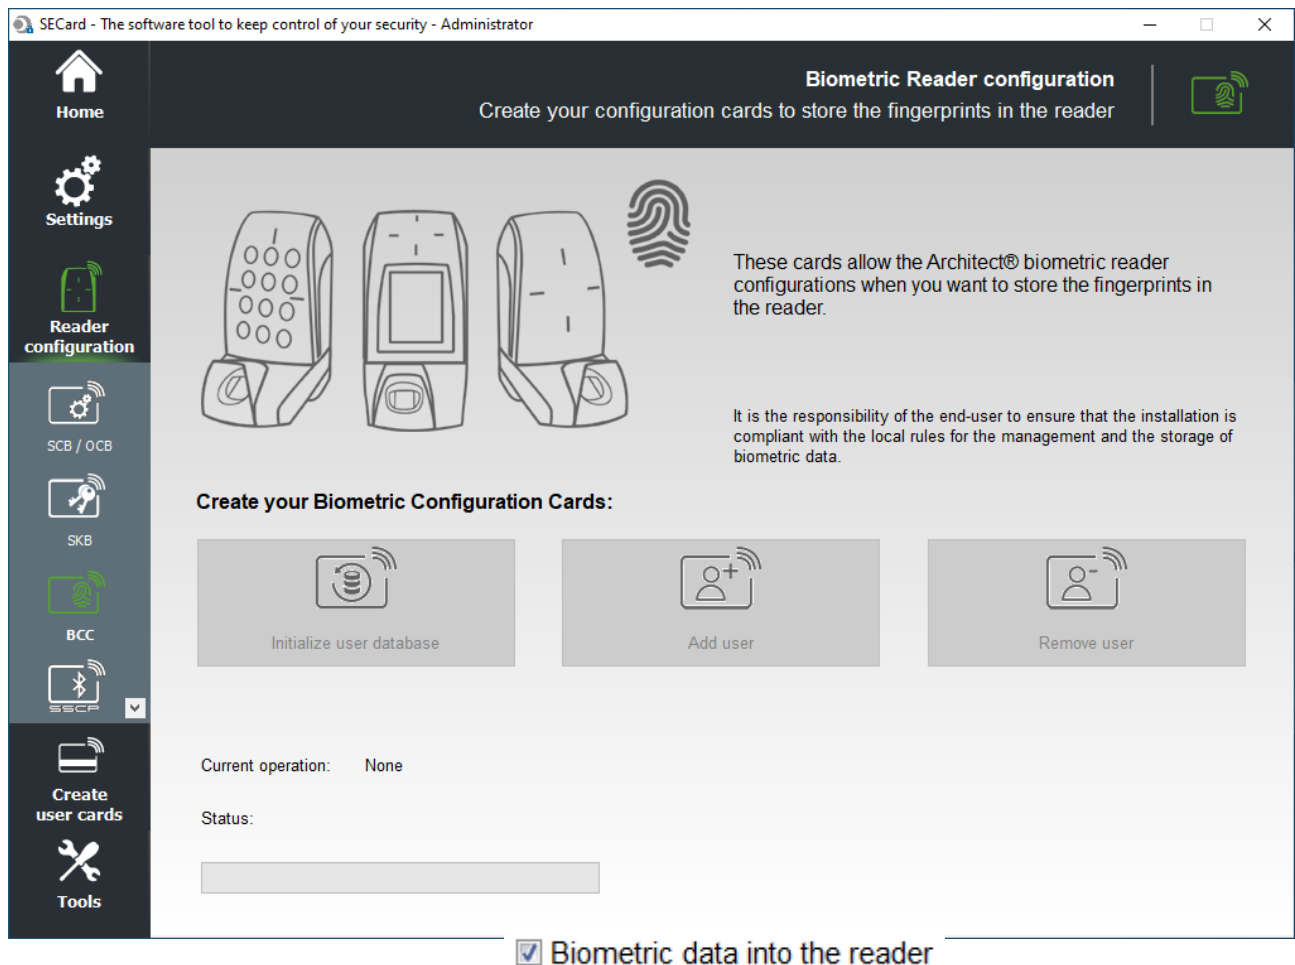 SECard - The software tool to keep control of your security - Administrator
Home
Biometric Reader configuration
Create your configuration cards to store the fingerprints in the reader
Settings
Reader
configuration
SCB / OCB
SKB
BCC
SSCP
Create
user cards
Tools
These cards allow the Architect® biometric reader
configurations when you want to store the fingerprints in
the reader.
It is the responsibility of the end-user to ensure that the installation is
compliant with the local rules for the management and the storage of
biometric data.
Create your Biometric Configuration Cards:
Initialize user database
Add user
Remove user
Current operation: None
Status:
Biometric data into the reader